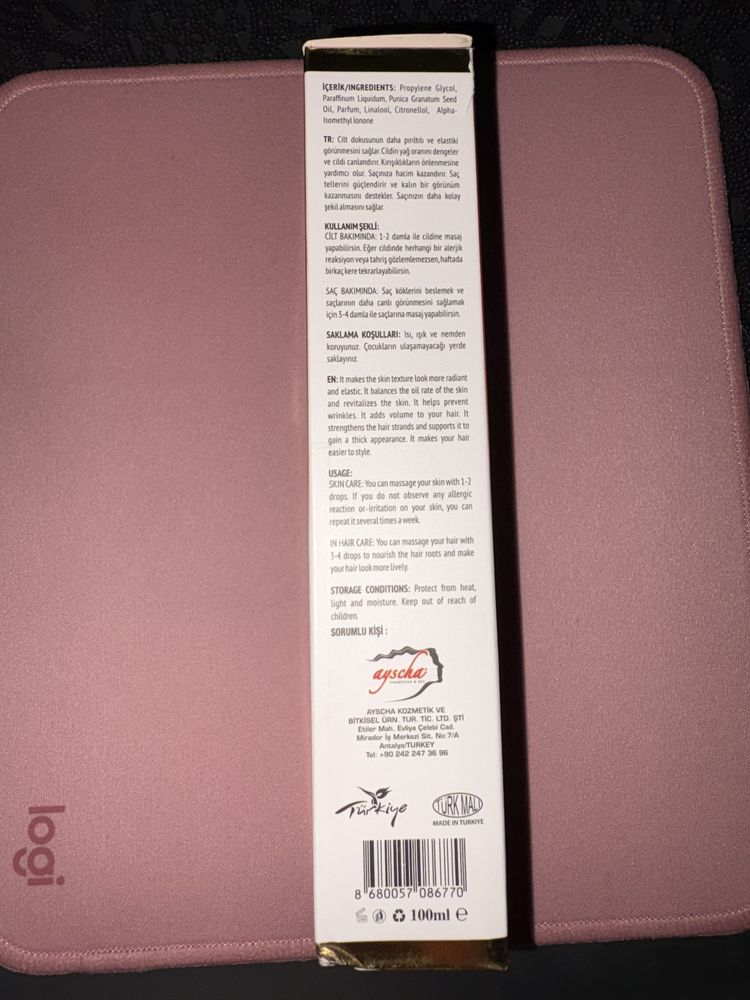 İÇERİK/INGREDIENTS: Propylene Glycol,
Paraffinum Liquidum, Punica Granatum Seed
Oil, Parfum, Linalool, Citronellol, Alpha-
Isomethyl Ionone
TR: Cilt dokusunun daha pırıltılı ve elastiki
görünmesini sağlar. Cildin yağ oranını dengeler
ve cildi canlandırır. Kırışıklıkların önlenmesine
yardımcı olur. Saçınıza hacim kazandırır. Saç
tellerini güçlendirir ve kalın bir görünüm
kazanmasını destekler. Saçınızın daha kolay
şekil almasını sağlar.
KULLANIM ŞEKLİ:
CİLT BAKIMINDA: 1-2 damla ile cildine masaj
yapabilirsin. Eğer cildinde herhangi bir alerjik
reaksiyon veya tahriş gözlemlemezsen, haftada
birkaç kere tekrarlayabilirsin.
SAÇ BAKIMINDA: Saç köklerini beslemek ve
saçlarının daha canlı görünmesini sağlamak
için 3-4 damla ile saçlarına masaj yapabilirsin.
SAKLAMA KOŞULLARI: Isı, ışık ve nemden
koruyunuz. Çocukların ulaşamayacağı yerde
saklayınız.
EN: It makes the skin texture look more radiant
and elastic. It balances the oil rate of the skin
and revitalizes the skin. It helps prevent
wrinkles. It adds volume to your hair. It
strengthens the hair strands and supports it to
gain a thick appearance. It makes your hair
easier to style.
USAGE:
SKIN CARE: You can massage your skin with 1-2
drops. If you do not observe any allergic
reaction or irritation on your skin, you can
repeat it several times a week.
IN HAIR CARE: You can massage your hair with
3-4 drops to nourish the hair roots and make
your hair look more lively.
STORAGE CONDITIONS: Protect from heat,
light and moisture. Keep out of reach of
children.
SORUMLU KİŞİ :
ayscha
COSMETICS & SPA
AYSCHA KOZMETİK VE
BİTKİSEL ÜRN. TUR. TİC. LTD. ŞTİ
Etiler Mah. Evliya Çelebi Cad.
Mirador İş Merkezi Sit. No:7/A
Antalya/TURKEY
Tel: +90 242 247 36 96
Türkiye
TÜRK MALI
MADE IN TURKIYE
8 680057 086770
100ml e
logi